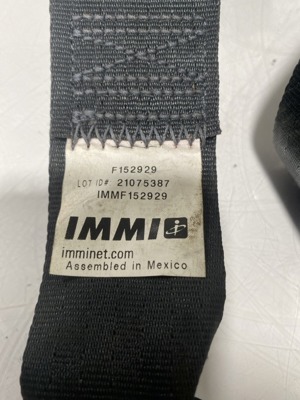 F152929
LOT ID# 21075387
IMMF152929
IMMI
imminet.com
Assembled in Mexico